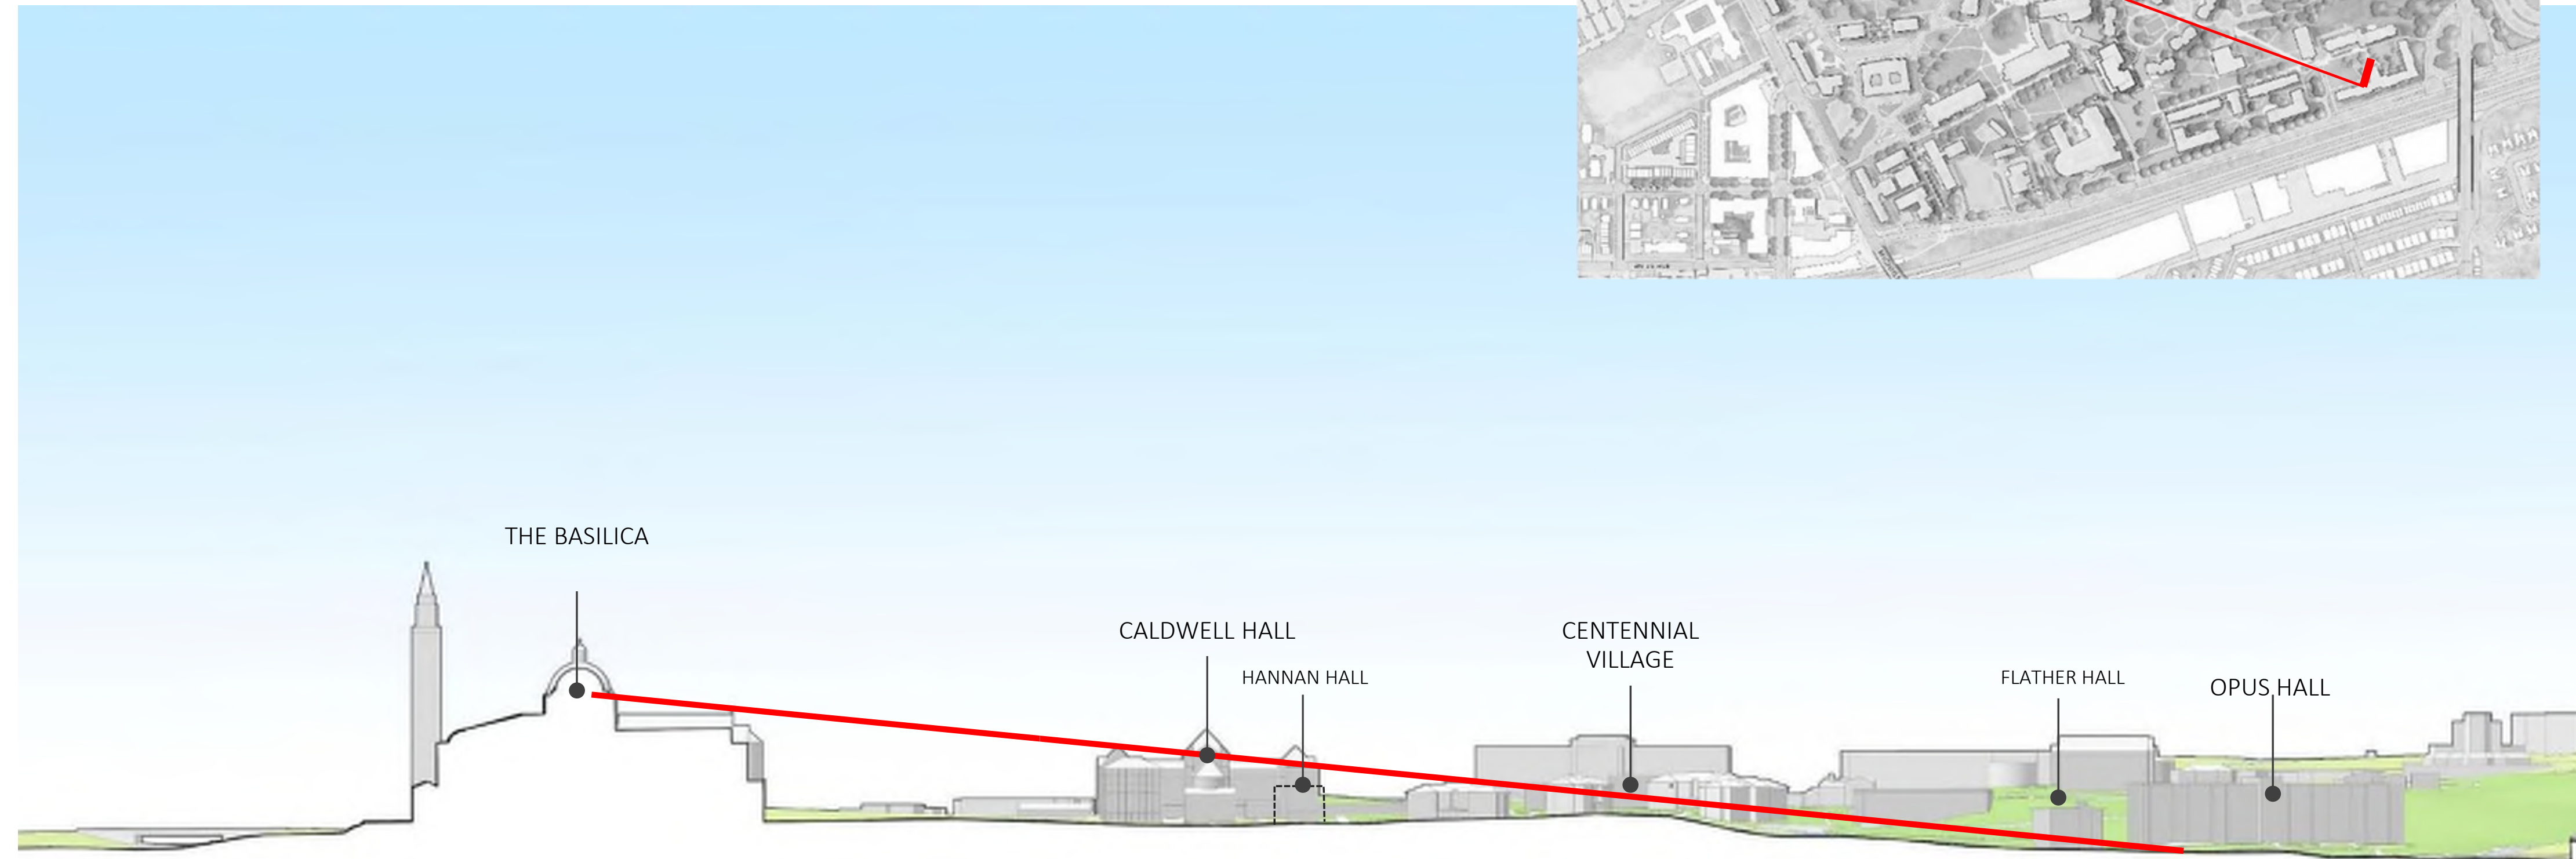 THE BASILICA
CALDWELL HALL
HANNAN HALL
CENTENNIAL
VILLAGE
FLATHER HALL
OPUS HALL